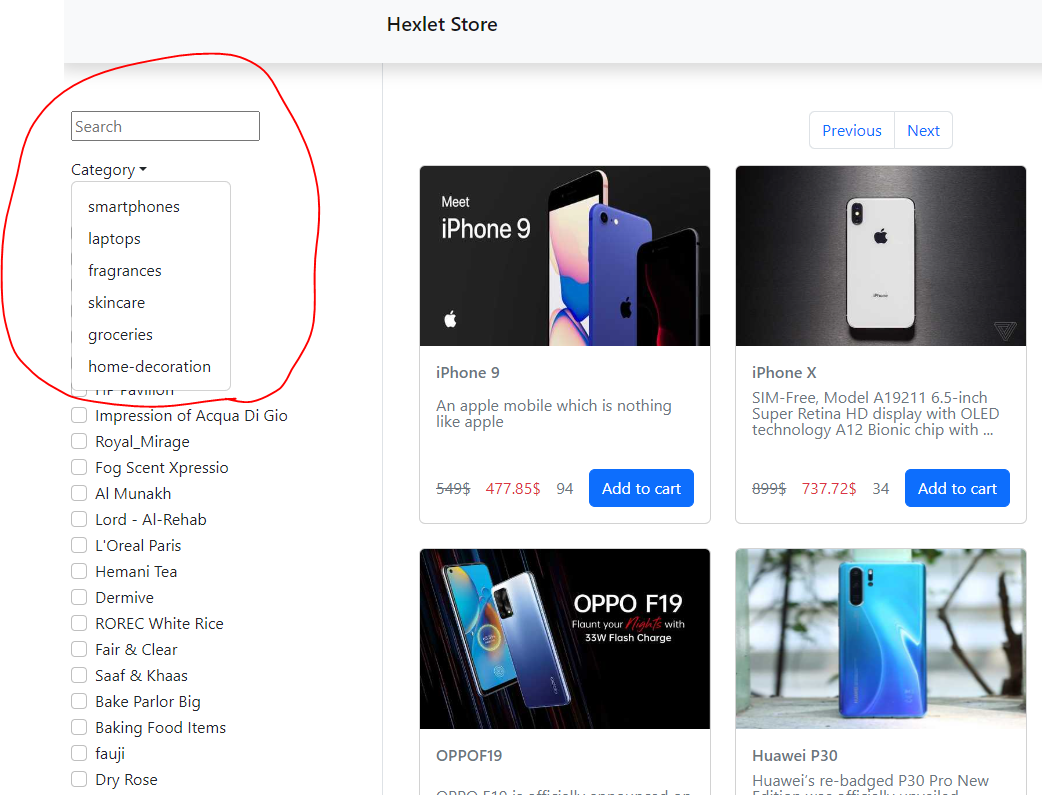 Hexlet Store
Search
Category
smartphones
laptops
fragrances
skincare
groceries
home-decoration
HP Pavilion
Impression of Acqua Di Gio
Royal_Mirage
Fog Scent Xpressio
Al Munakh
Lord - Al-Rehab
L'Oreal Paris
Hemani Tea
Dermive
ROREC White Rice
Fair & Clear
Saaf & Khaas
Bake Parlor Big
Baking Food Items
fauji
Dry Rose
Previous Next
Meet
iPhone 9
iPhone 9
An apple mobile which is nothing
like apple
549$ 477.85$ 94 Add to cart
iPhone
iPhone X
SIM-Free, Model A19211 6.5-inch
Super Retina HD display with OLED
technology A12 Bionic chip with ...
899$ 737.72$ 34 Add to cart
OPPO F19
Flaunt your Nights with
33W Flash Charge
OPPOF19
OPPO F19 is officially announced on
Huawei P30
Huawei's re-badged P30 Pro New
Edition was officially unveiled